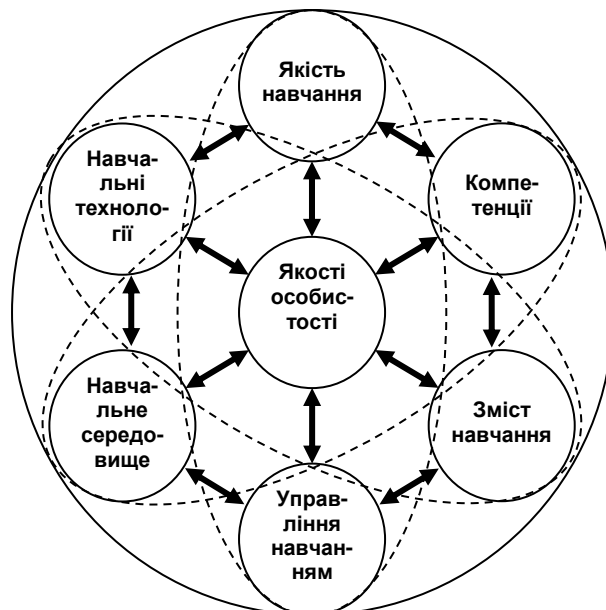 Якість
навчання
Навча-
льні
техноло-
гії
Компе-
тенції
Якості
особис-
тості
Навча-
льне
середо-
вище
Зміст
навчання
Управ-
ління
навчан-
ням